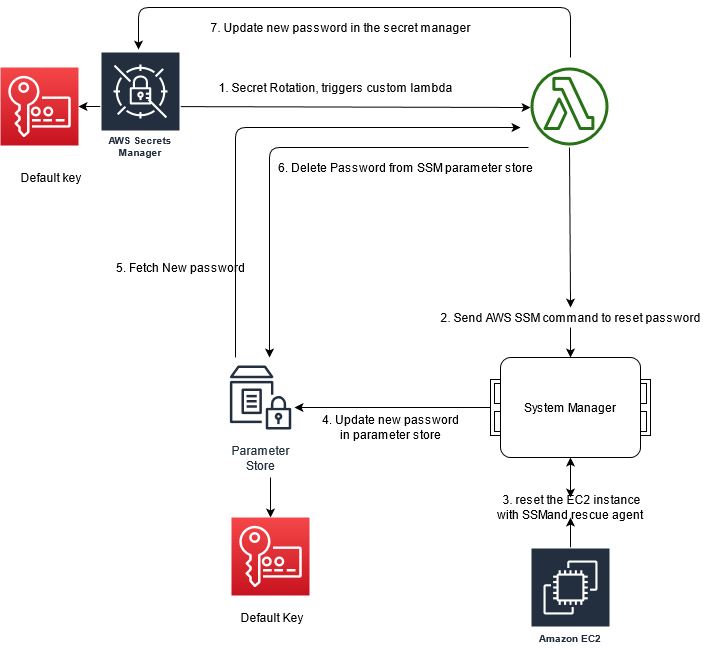 7. Update new password in the secret manager
1. Secret Rotation, triggers custom lambda
AWS Secrets
Manager
Default key
6. Delete Password from SSM parameter store
5. Fetch New password
2. Send AWS SSM command to reset password
System Manager
4. Update new password
in parameter store
Parameter
Store
3. reset the EC2 instance
with SSMand rescue agent
Default Key
Amazon EC2